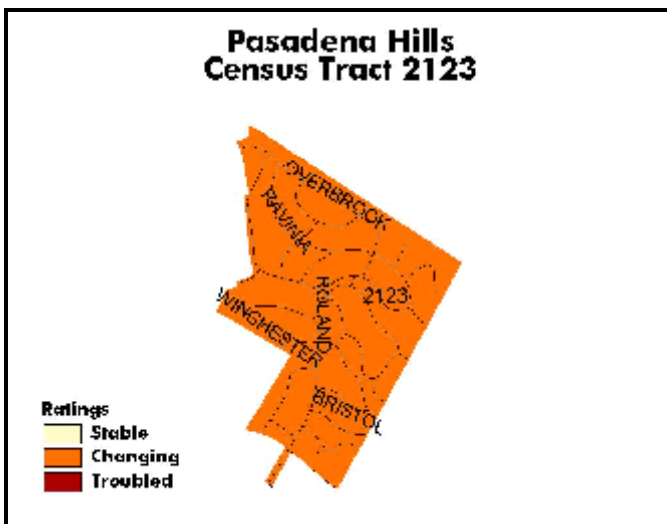 Pasadena Hills
Census Tract 2123
OVERBROOK
RAVINIA
2123
ROLAND
WINCHESTER
BRISTOL
Ratings
Stable
Changing
Troubled